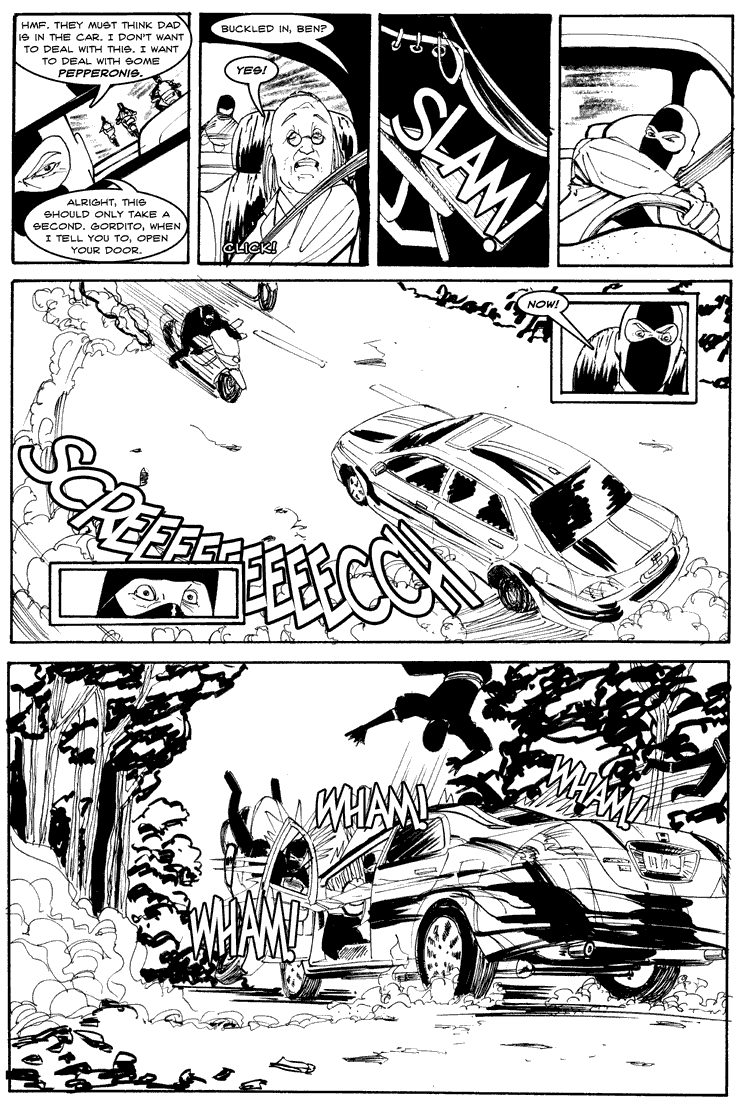 HMF. THEY MUST THINK DAD
IS IN THE CAR. I DON'T WANT
TO DEAL WITH THIS. I WANT
TO DEAL WITH SOME
PEPPERONIS.
ALRIGHT, THIS
SHOULD ONLY TAKE A
SECOND. GORDITO, WHEN
I TELL YOU TO, OPEN
YOUR DOOR.
BUCKLED IN, BEN?
YES!
CLICK!
SLAM!
NOW!
SCREEEEEEEEECCH!
WHAM!
WHAM!
WHAM!